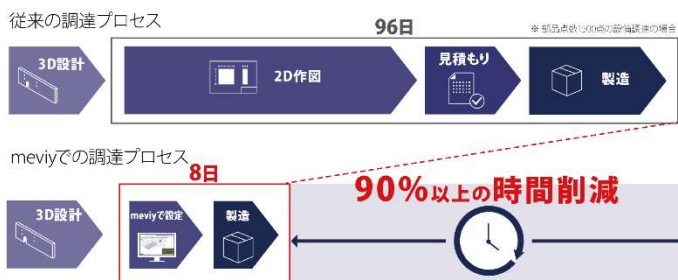 従来の調達プロセス
96日
※ 部品点数1500点の設備調達の場合
3D設計
2D作図
見積もり
製造
meviyでの調達プロセス
8日
90%以上の時間削減
3D設計
meviyで設定
製造